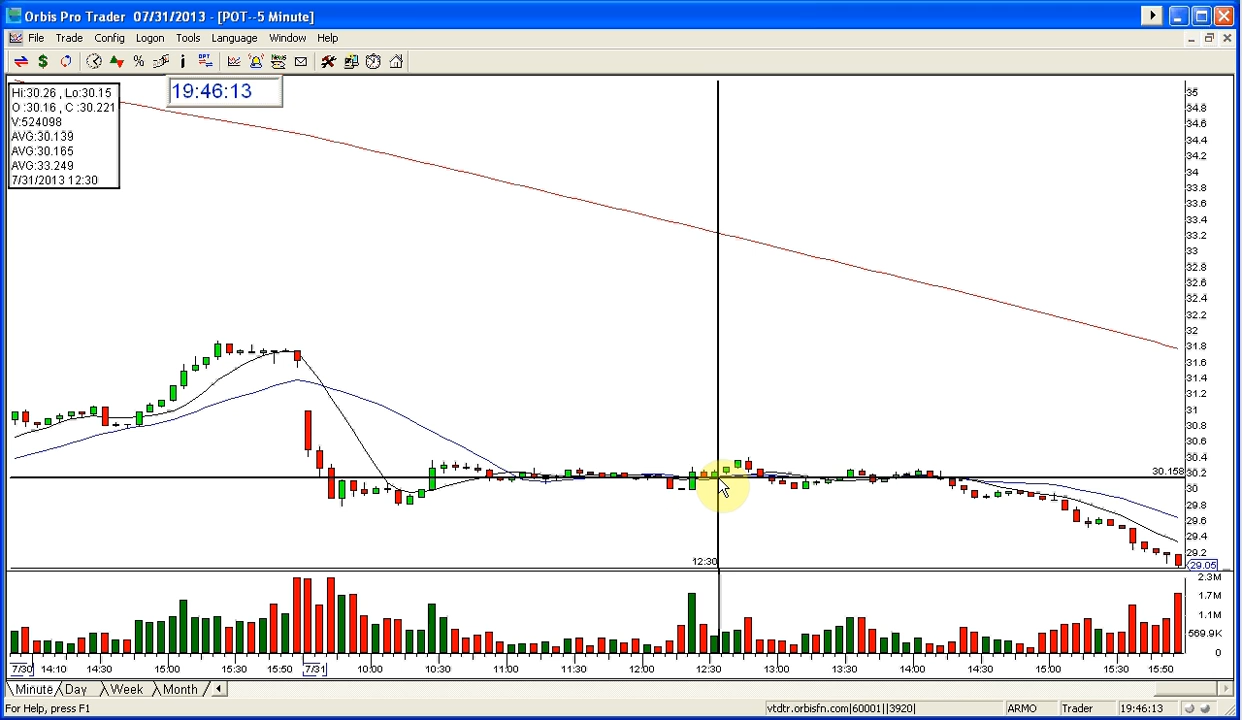 Orbis Pro Trader 07/31/2013 - [POT--5 Minute]
File Trade Config Logon Tools Language Window Help
19:46:13
Hi:30.26 , Lo:30.15
O :30.16 , C :30.221
V:524098
AVG:30.139
AVG:30.165
AVG:33.249
7/31/2013 12:30
35
34.8
34.6
34.4
34.2
34
33.8
33.6
33.4
33.2
33
32.8
32.6
32.4
32.2
32
31.8
31.6
31.4
31.2
31
30.8
30.6
30.4
30.158 30.2
30
29.8
29.6
29.4
29.2
12:30 29.05
2.3M
1.7M
1.1M
569.9K
0
7/30 14:10 14:30 15:00 15:30 15:50 7/31 10:00 10:30 11:00 11:30 12:00 12:30 13:00 13:30 14:00 14:30 15:00 15:30 15:50
Minute Day Week Month
For Help, press F1 vtdtr.orbisfn.com|60001||3920| ARMO Trader 19:46:13